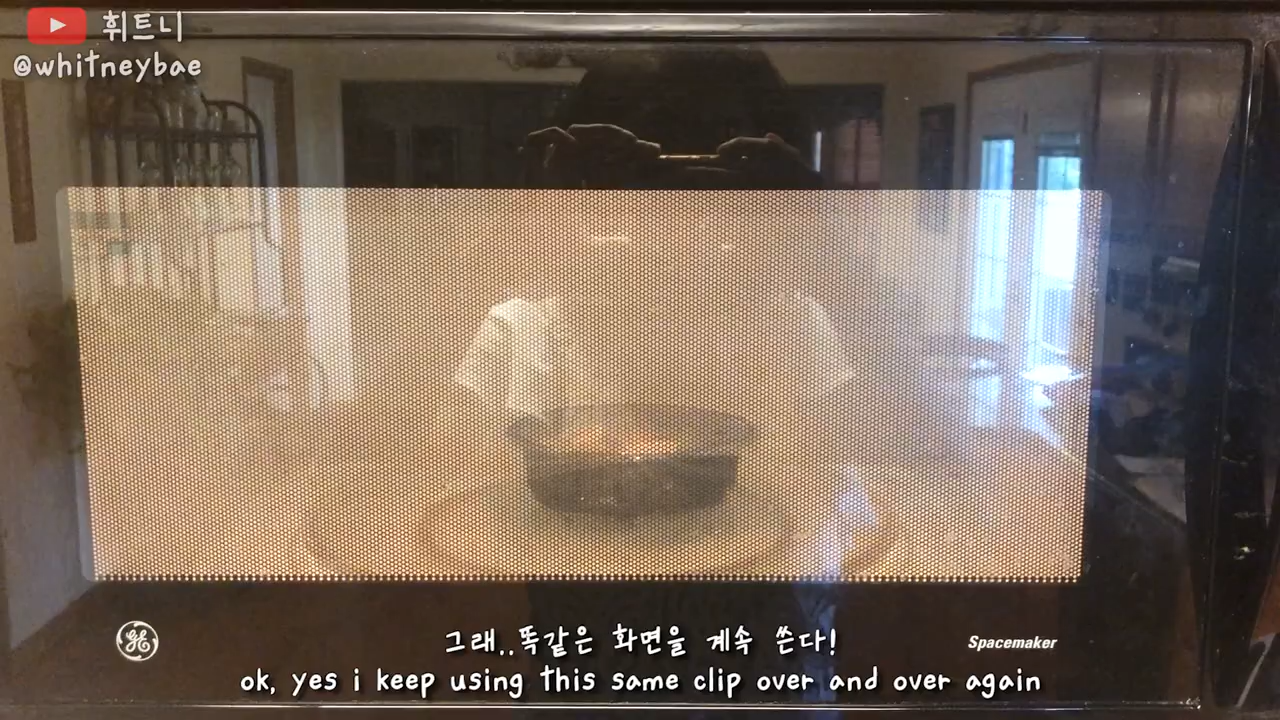 휘트니
@whitneybae
GE
Spacemaker
그래..똑같은 화면을 계속 쓴다!
ok, yes i keep using this same clip over and over again